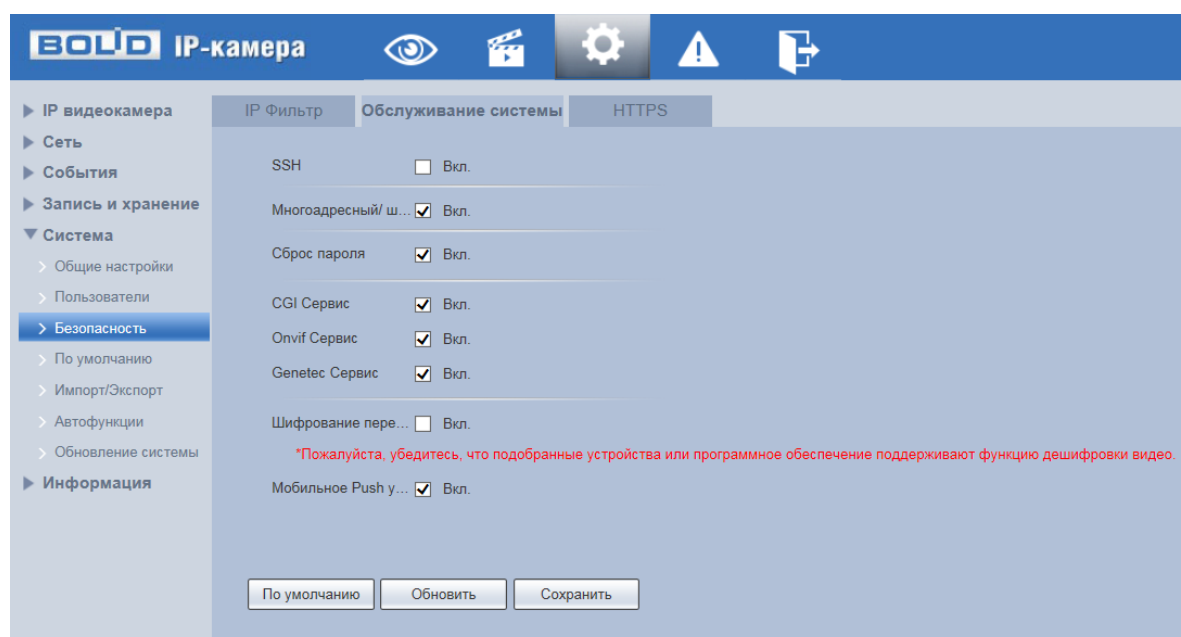 BOLID IP-камера
IP видеокамера
Сеть
События
Запись и хранение
Система
Общие настройки
Пользователи
Безопасность
По умолчанию
Импорт/Экспорт
Автофункции
Обновление системы
Информация
IP Фильтр Обслуживание системы HTTPS
SSH Вкл.
Многоадресный/ ш... Вкл.
Сброс пароля Вкл.
CGI Сервис Вкл.
Onvif Сервис Вкл.
Genetec Сервис Вкл.
Шифрование пере... Вкл.
*Пожалуйста, убедитесь, что подобранные устройства или программное обеспечение поддерживают функцию дешифровки видео.
Мобильное Push у... Вкл.
По умолчанию Обновить Сохранить